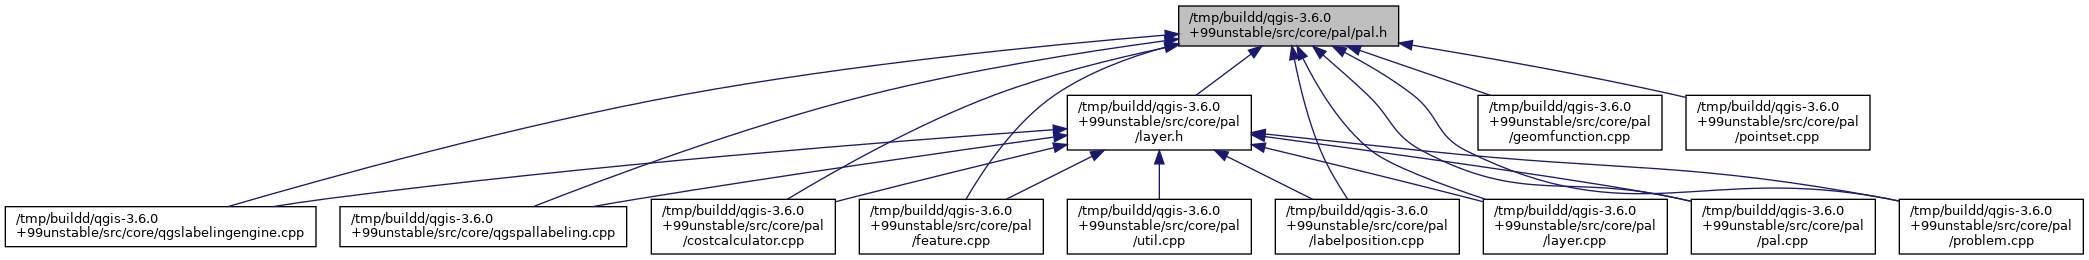 /tmp/buildd/qgis-3.6.0
+99unstable/src/core/pal/pal.h
/tmp/buildd/qgis-3.6.0
+99unstable/src/core/pal
/layer.h
/tmp/buildd/qgis-3.6.0
+99unstable/src/core/pal
/geomfunction.cpp
/tmp/buildd/qgis-3.6.0
+99unstable/src/core/pal
/pointset.cpp
/tmp/buildd/qgis-3.6.0
+99unstable/src/core/qgslabelingengine.cpp
/tmp/buildd/qgis-3.6.0
+99unstable/src/core/qgspallabeling.cpp
/tmp/buildd/qgis-3.6.0
+99unstable/src/core/pal
/costcalculator.cpp
/tmp/buildd/qgis-3.6.0
+99unstable/src/core/pal
/feature.cpp
/tmp/buildd/qgis-3.6.0
+99unstable/src/core/pal
/util.cpp
/tmp/buildd/qgis-3.6.0
+99unstable/src/core/pal
/labelposition.cpp
/tmp/buildd/qgis-3.6.0
+99unstable/src/core/pal
/layer.cpp
/tmp/buildd/qgis-3.6.0
+99unstable/src/core/pal
/pal.cpp
/tmp/buildd/qgis-3.6.0
+99unstable/src/core/pal
/problem.cpp